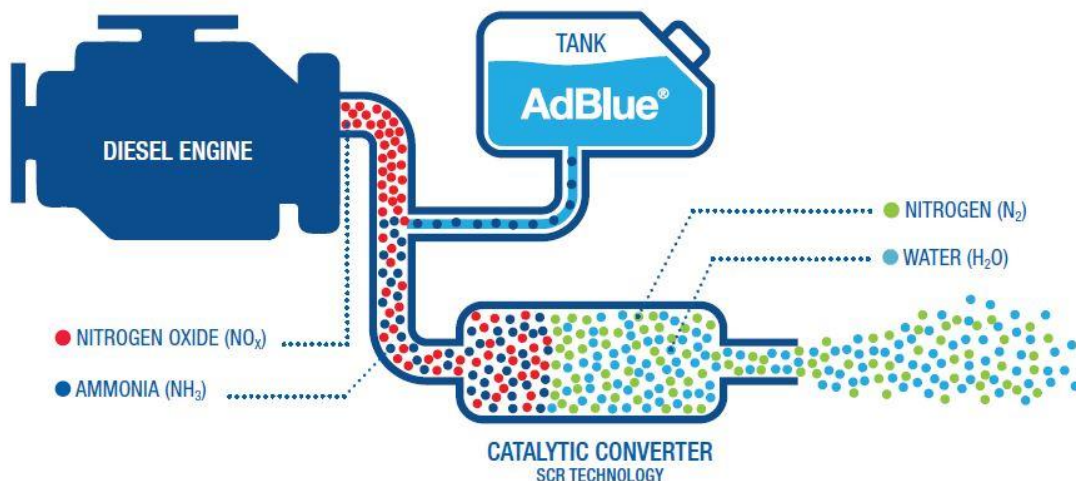 TANK
AdBlue®
DIESEL ENGINE
NITROGEN (N₂)
WATER (H₂O)
NITROGEN OXIDE (NOₓ)
AMMONIA (NH₃)
CATALYTIC CONVERTER
SCR TECHNOLOGY